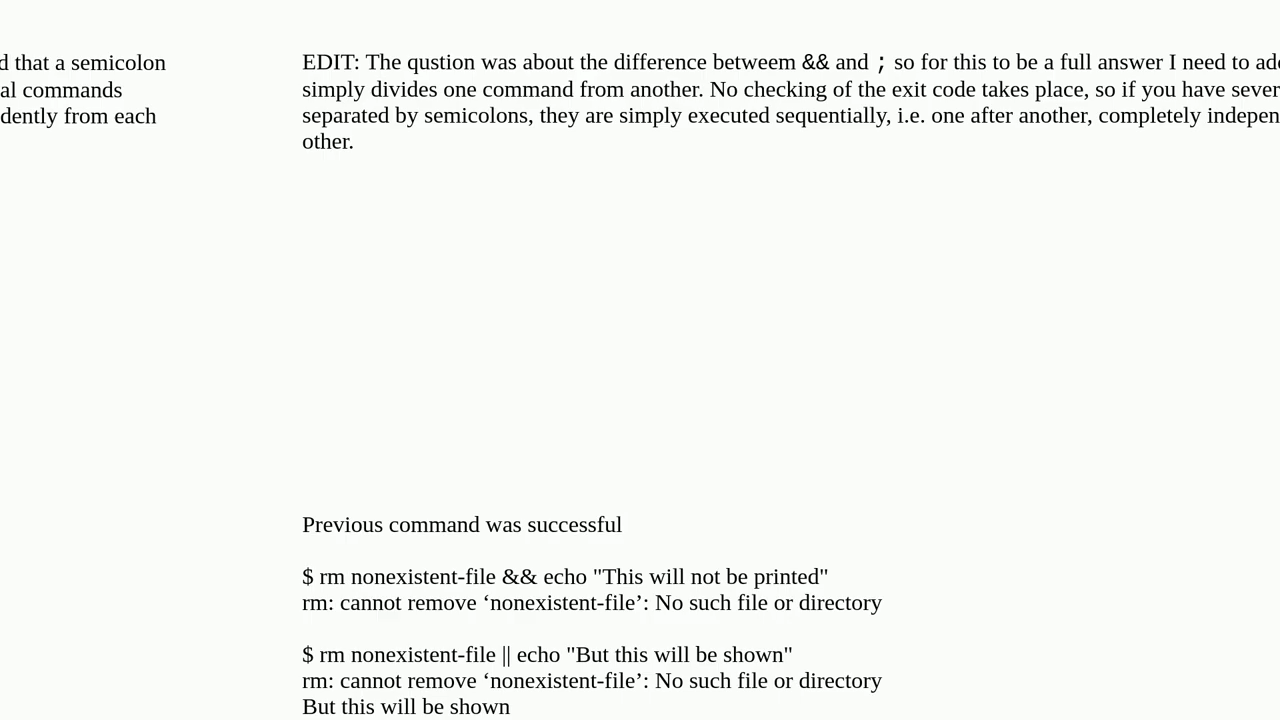 d that a semicolon
al commands
dently from each
EDIT: The qustion was about the difference betweem && and ; so for this to be a full answer I need to add
simply divides one command from another. No checking of the exit code takes place, so if you have sever
separated by semicolons, they are simply executed sequentially, i.e. one after another, completely indepen
other.
Previous command was successful
$ rm nonexistent-file && echo "This will not be printed"
rm: cannot remove ‘nonexistent-file’: No such file or directory
$ rm nonexistent-file || echo "But this will be shown"
rm: cannot remove ‘nonexistent-file’: No such file or directory
But this will be shown